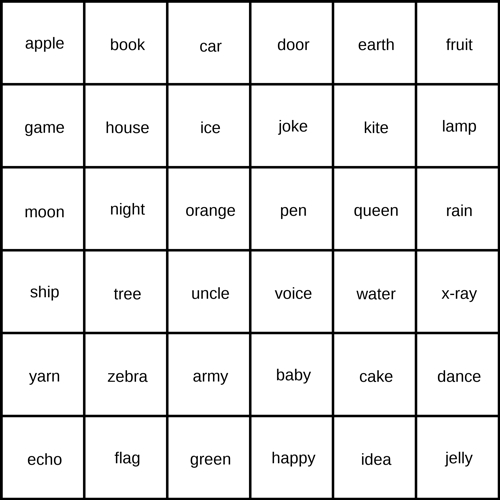 apple book car door earth fruit
game house ice joke kite lamp
moon night orange pen queen rain
ship tree uncle voice water x-ray
yarn zebra army baby cake dance
echo flag green happy idea jelly